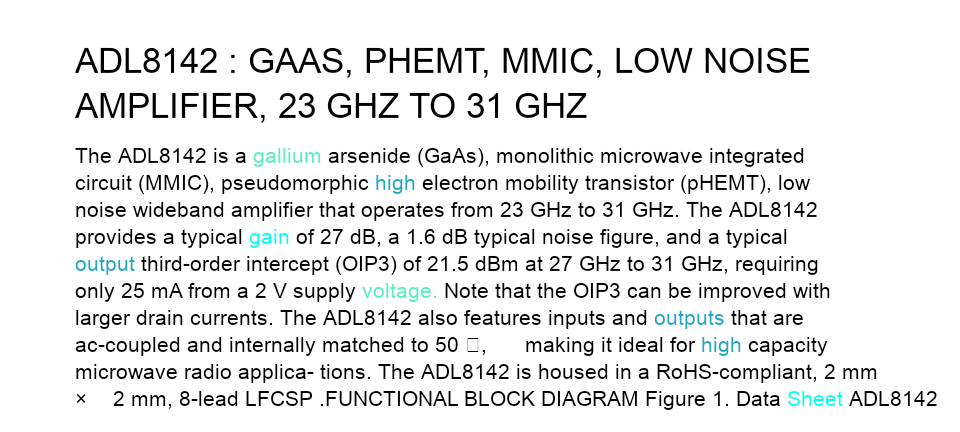 ADL8142 : GAAS, PHEMT, MMIC, LOW NOISE
AMPLIFIER, 23 GHZ TO 31 GHZ
The ADL8142 is a gallium arsenide (GaAs), monolithic microwave integrated
circuit (MMIC), pseudomorphic high electron mobility transistor (pHEMT), low
noise wideband amplifier that operates from 23 GHz to 31 GHz. The ADL8142
provides a typical gain of 27 dB, a 1.6 dB typical noise figure, and a typical
output third-order intercept (OIP3) of 21.5 dBm at 27 GHz to 31 GHz, requiring
only 25 mA from a 2 V supply voltage. Note that the OIP3 can be improved with
larger drain currents. The ADL8142 also features inputs and outputs that are
ac-coupled and internally matched to 50 , making it ideal for high capacity
microwave radio applica- tions. The ADL8142 is housed in a RoHS-compliant, 2 mm
× 2 mm, 8-lead LFCSP .FUNCTIONAL BLOCK DIAGRAM Figure 1. Data Sheet ADL8142